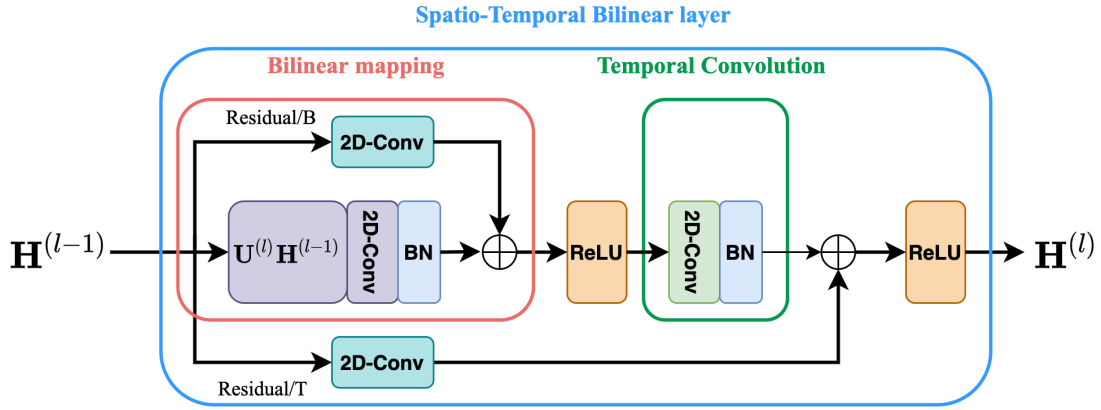 Spatio-Temporal Bilinear layer
Bilinear mapping
Temporal Convolution
Residual/B
2D-Conv
H^(l−1)
U^(l) H^(l−1)
2D-Conv
BN
ReLU
2D-Conv
BN
ReLU
H^(l)
2D-Conv
Residual/T